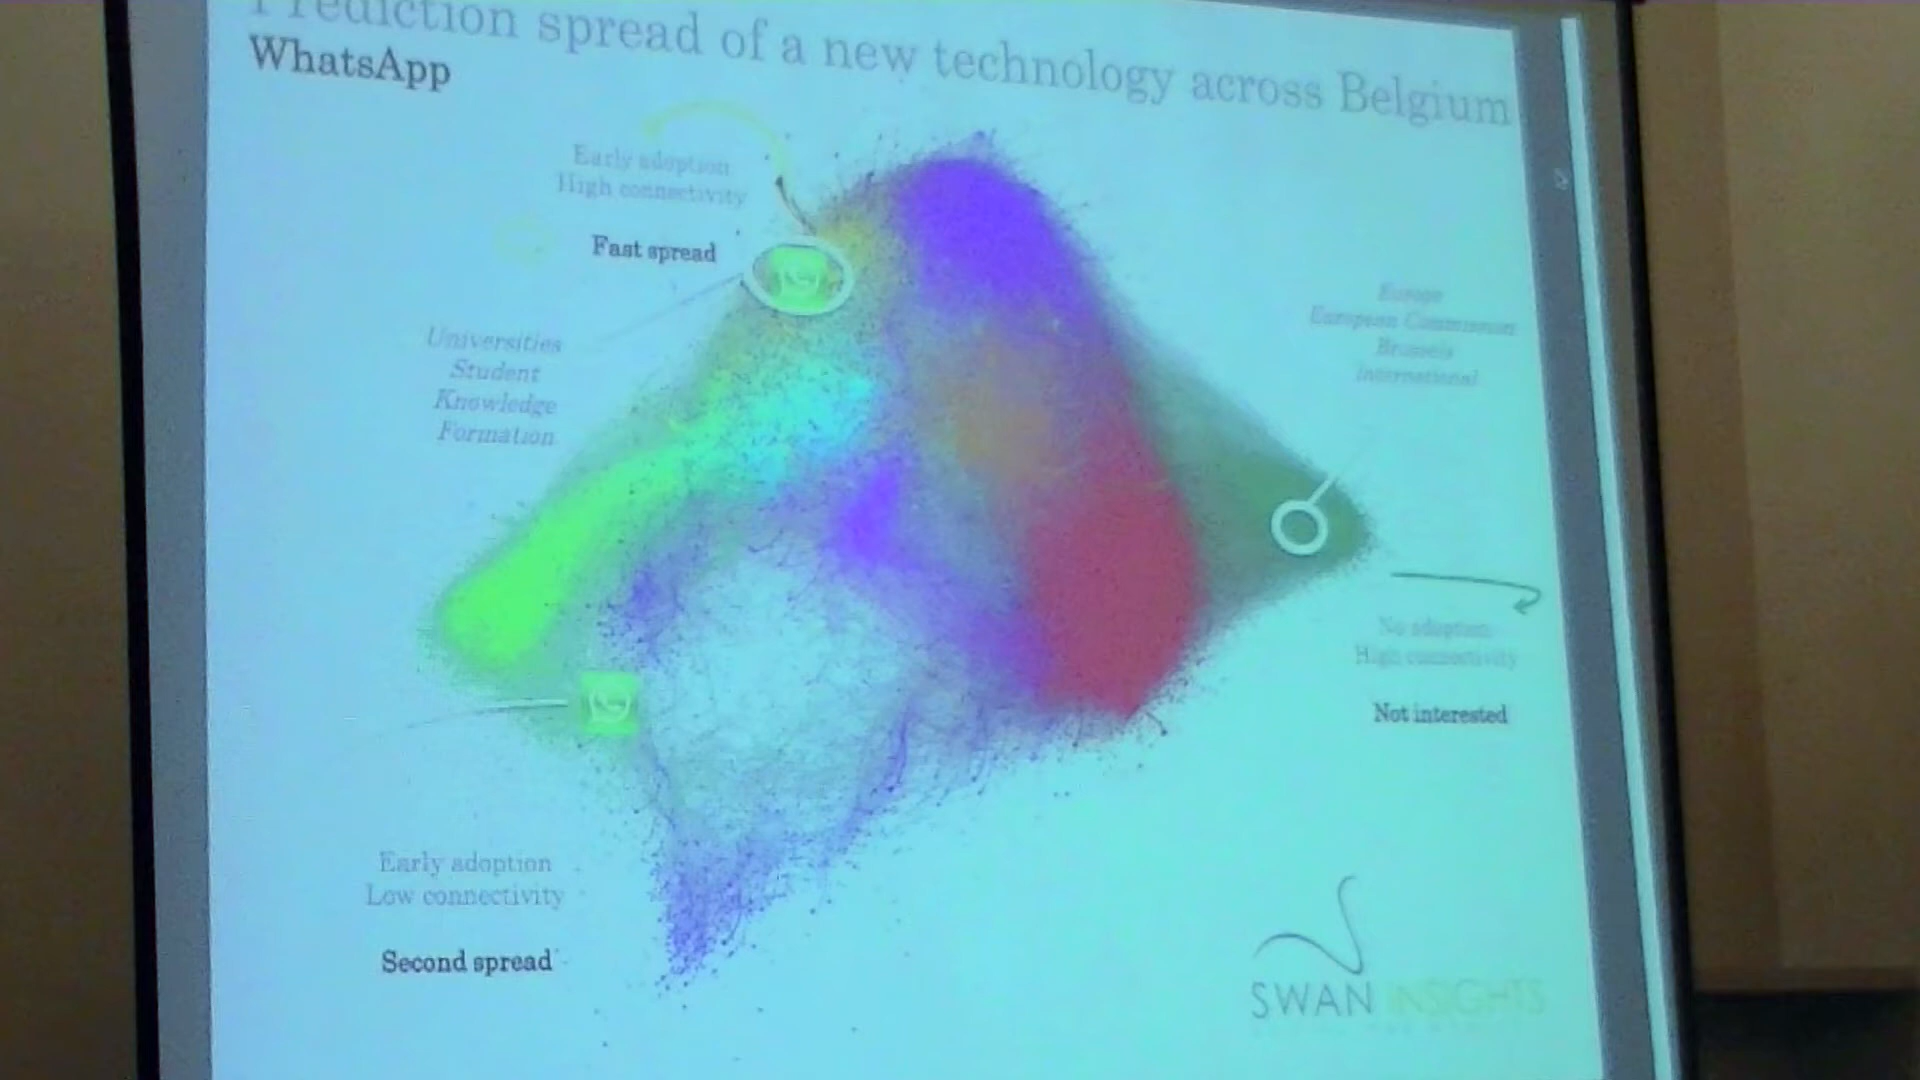 Prediction spread of a new technology across Belgium
WhatsApp
Early adoption
High connectivity
Fast spread
Universities
Student
Knowledge
Formation
Europe
European Commission
Brussels
International
No adoption
High connectivity
Not interested
Early adoption
Low connectivity
Second spread
SWAN INSIGHTS